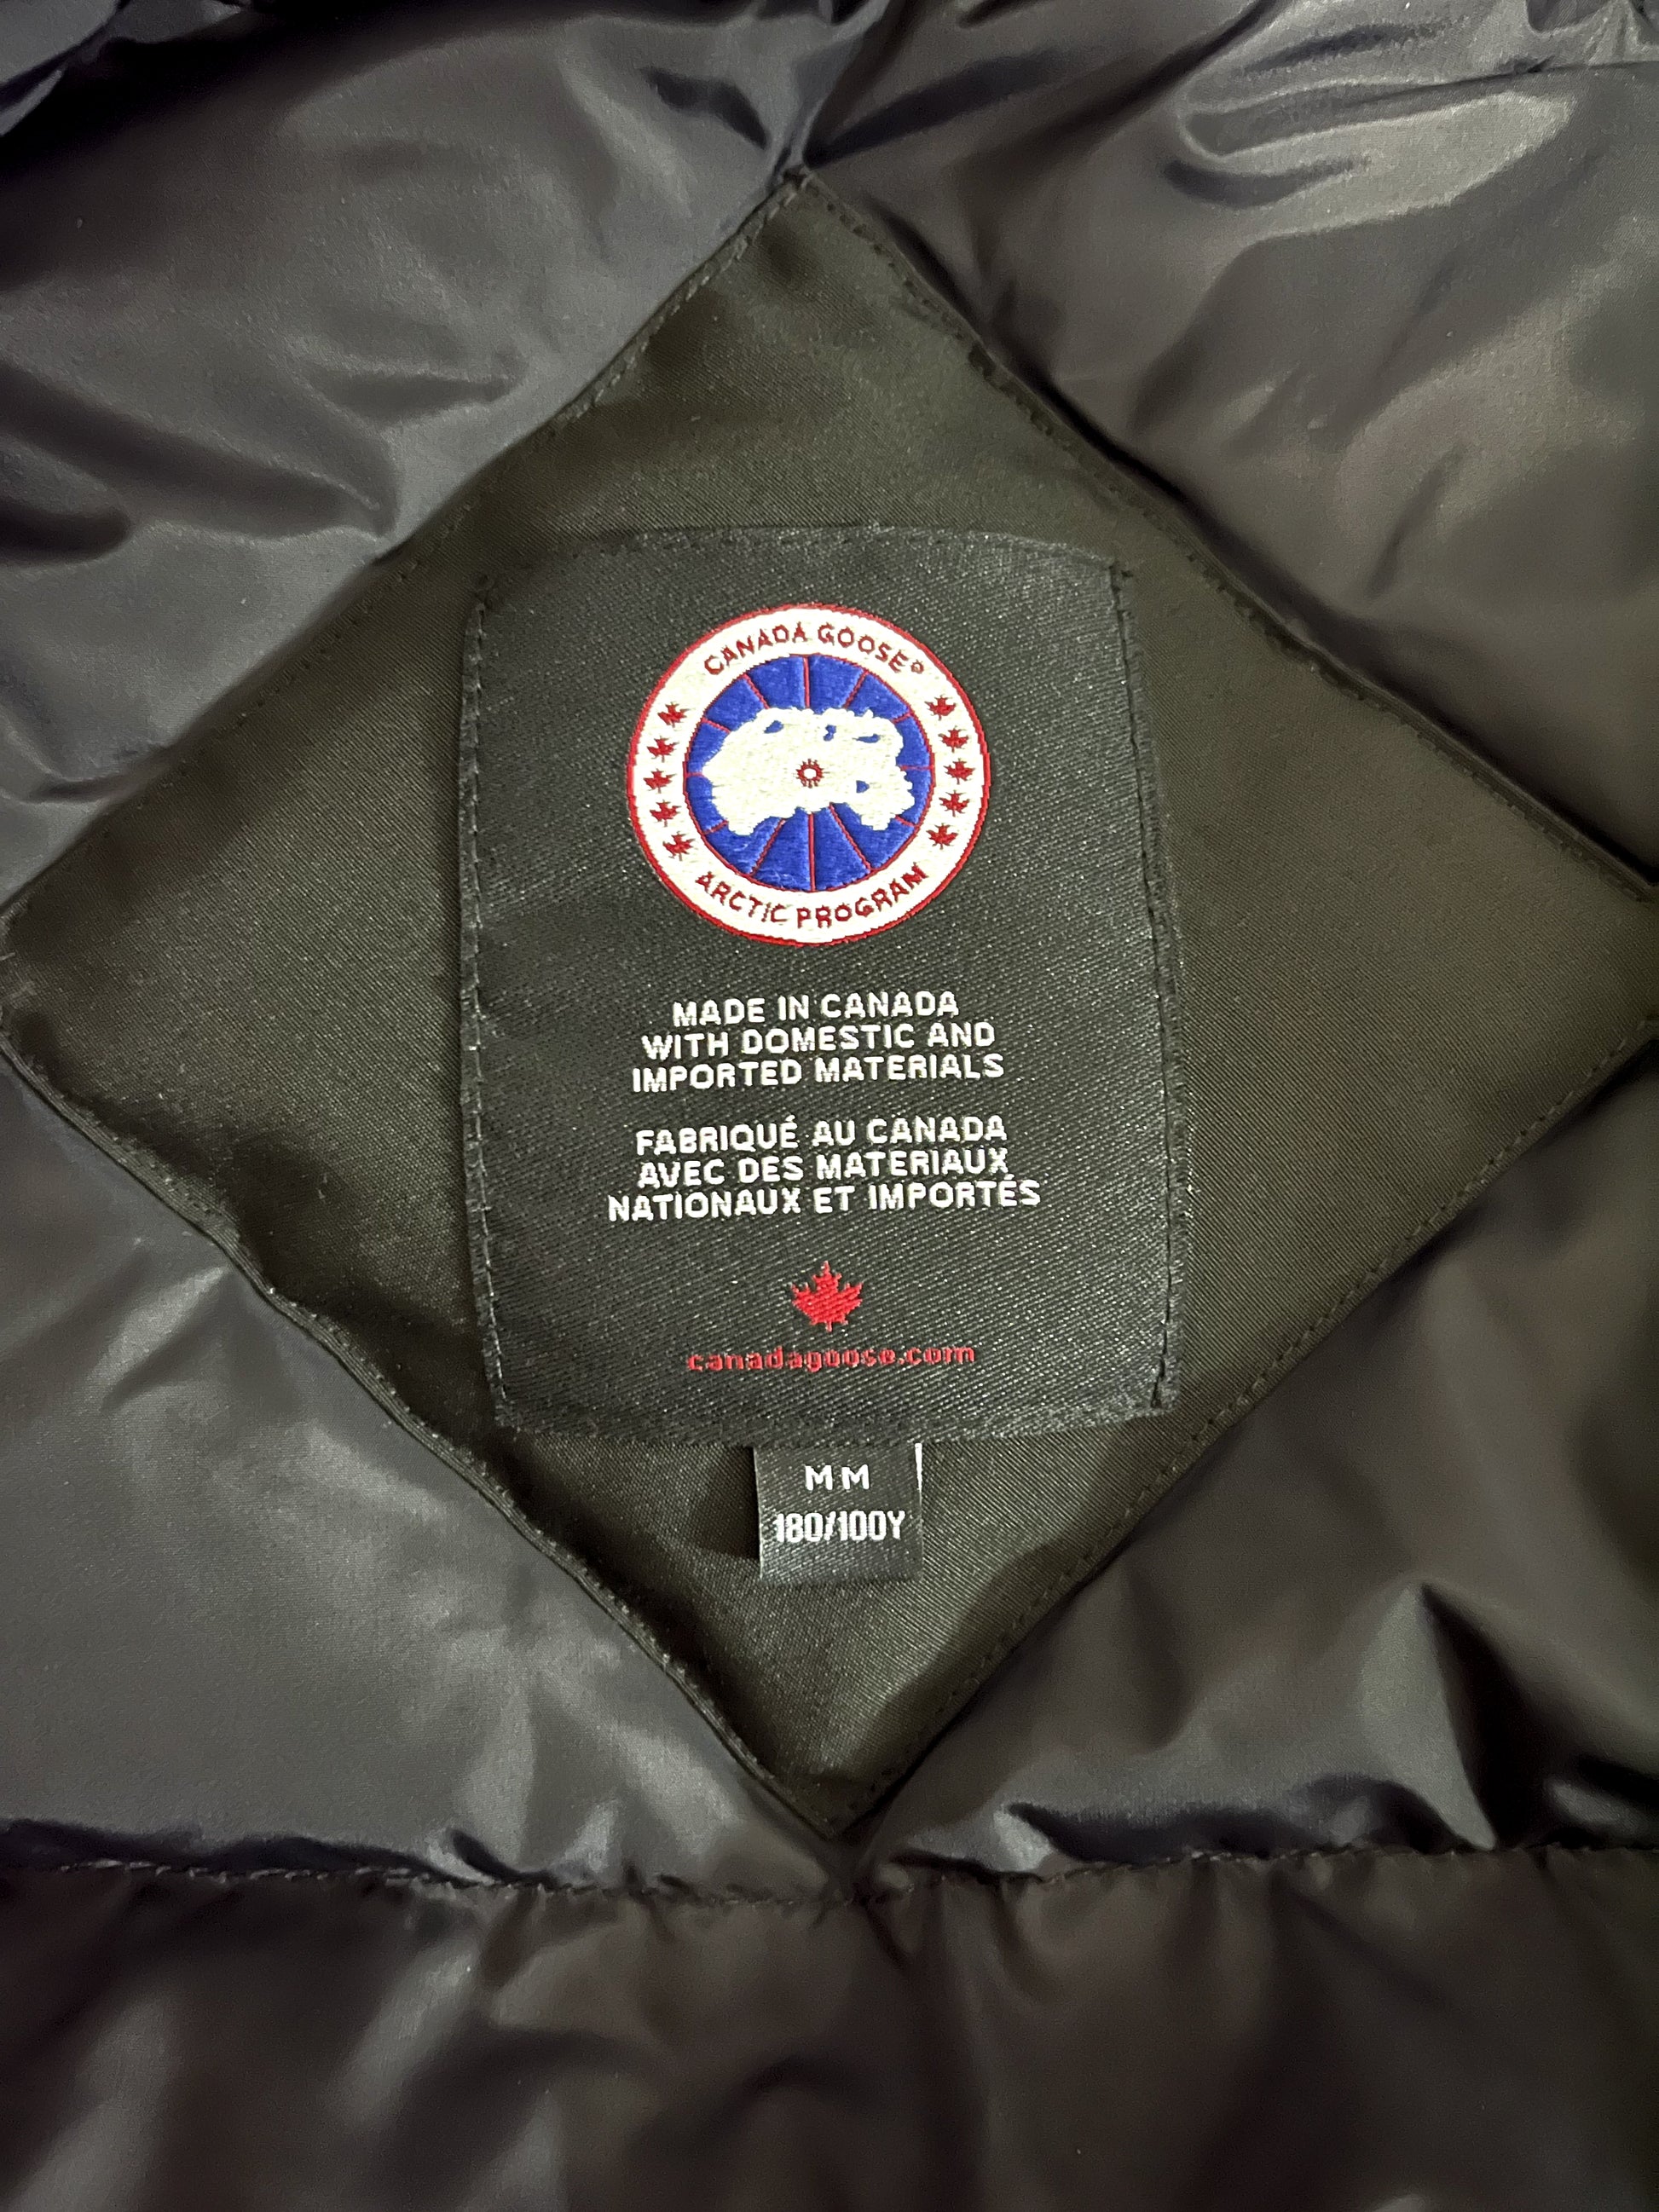 CANADA GOOSE®
ARCTIC PROGRAM
MADE IN CANADA
WITH DOMESTIC AND
IMPORTED MATERIALS
FABRIQUÉ AU CANADA
AVEC DES MATERIAUX
NATIONAUX ET IMPORTÉS
canadagoose.com
M M
180/100Y